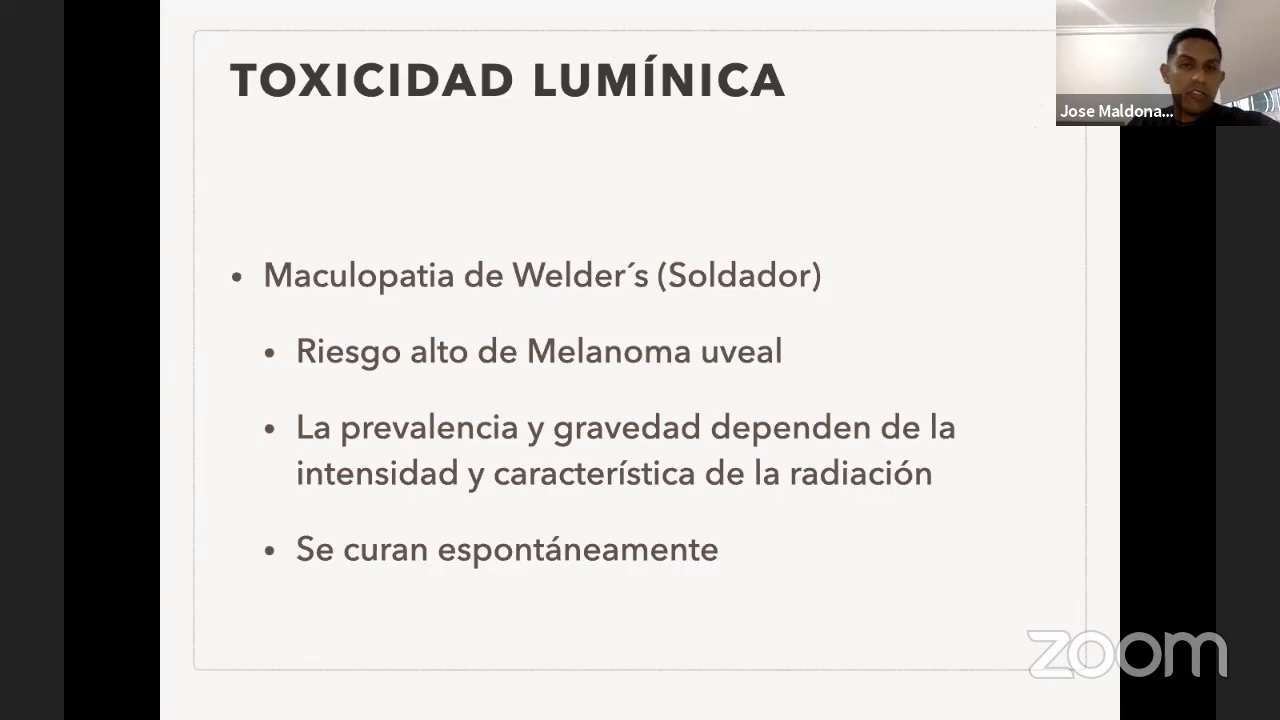 TOXICIDAD LUMÍNICA
Jose Maldona...
• Maculopatia de Welder´s (Soldador)
• Riesgo alto de Melanoma uveal
• La prevalencia y gravedad dependen de la
intensidad y característica de la radiación
• Se curan espontáneamente
zoom